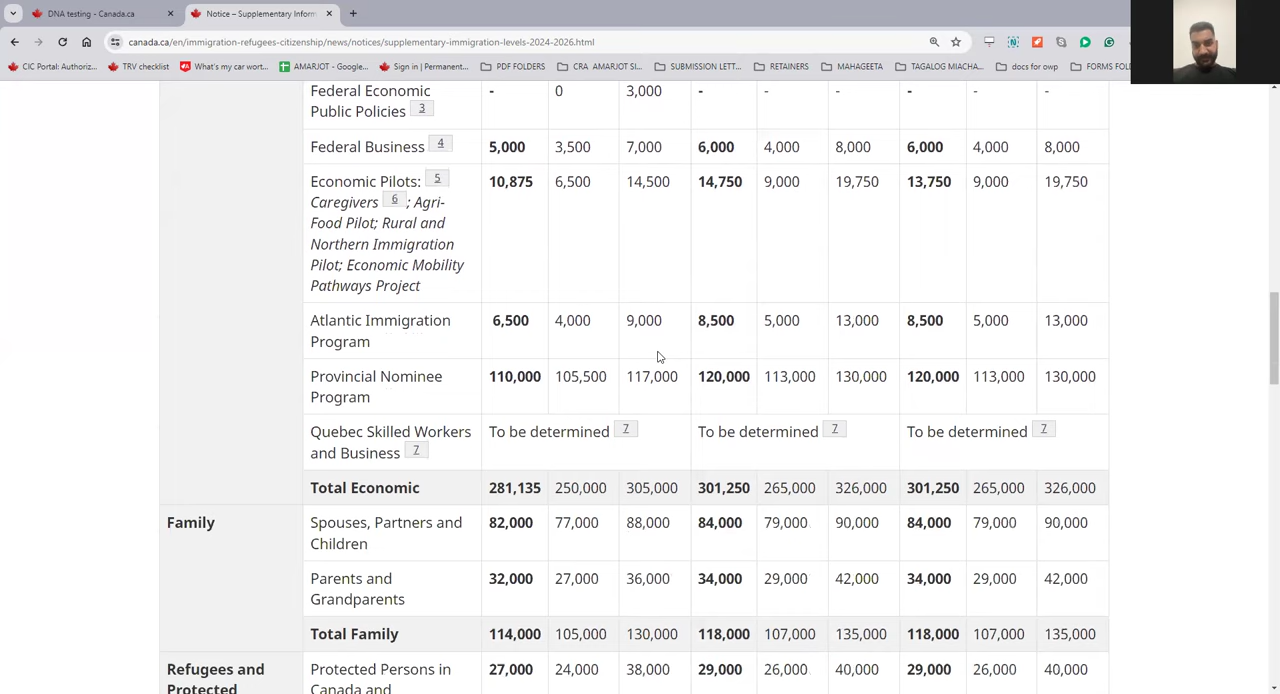 DNA testing - Canada.ca
Notice – Supplementary Inform
canada.ca/en/immigration-refugees-citizenship/news/notices/supplementary-immigration-levels-2024-2026.html
CIC Portal: Authoriz... TRV checklist What's my car wort... AMARJOT - Google... Sign in | Permanent... FOLDERS CRA AMARJOT SI... SUBMISSION LETT... RETAINERS MAHAGEETA TAGALOG MIACHA... docs for owp FORMS FOL
Federal Economic - 0 3,000 - - - - - -
Public Policies 3
Federal Business 4 5,000 3,500 7,000 6,000 4,000 8,000 6,000 4,000 8,000
Economic Pilots: 5 10,875 6,500 14,500 14,750 9,000 19,750 13,750 9,000 19,750
Caregivers 6 ; Agri-
Food Pilot; Rural and
Northern Immigration
Pilot; Economic Mobility
Pathways Project
Atlantic Immigration 6,500 4,000 9,000 8,500 5,000 13,000 8,500 5,000 13,000
Program
Provincial Nominee 110,000 105,500 117,000 120,000 113,000 130,000 120,000 113,000 130,000
Program
Quebec Skilled Workers To be determined 7 To be determined 7 To be determined 7
and Business 7
Total Economic 281,135 250,000 305,000 301,250 265,000 326,000 301,250 265,000 326,000
Family Spouses, Partners and 82,000 77,000 88,000 84,000 79,000 90,000 84,000 79,000 90,000
Children
Parents and 32,000 27,000 36,000 34,000 29,000 42,000 34,000 29,000 42,000
Grandparents
Total Family 114,000 105,000 130,000 118,000 107,000 135,000 118,000 107,000 135,000
Refugees and Protected Persons in 27,000 24,000 38,000 29,000 26,000 40,000 29,000 26,000 40,000
Protected Canada and